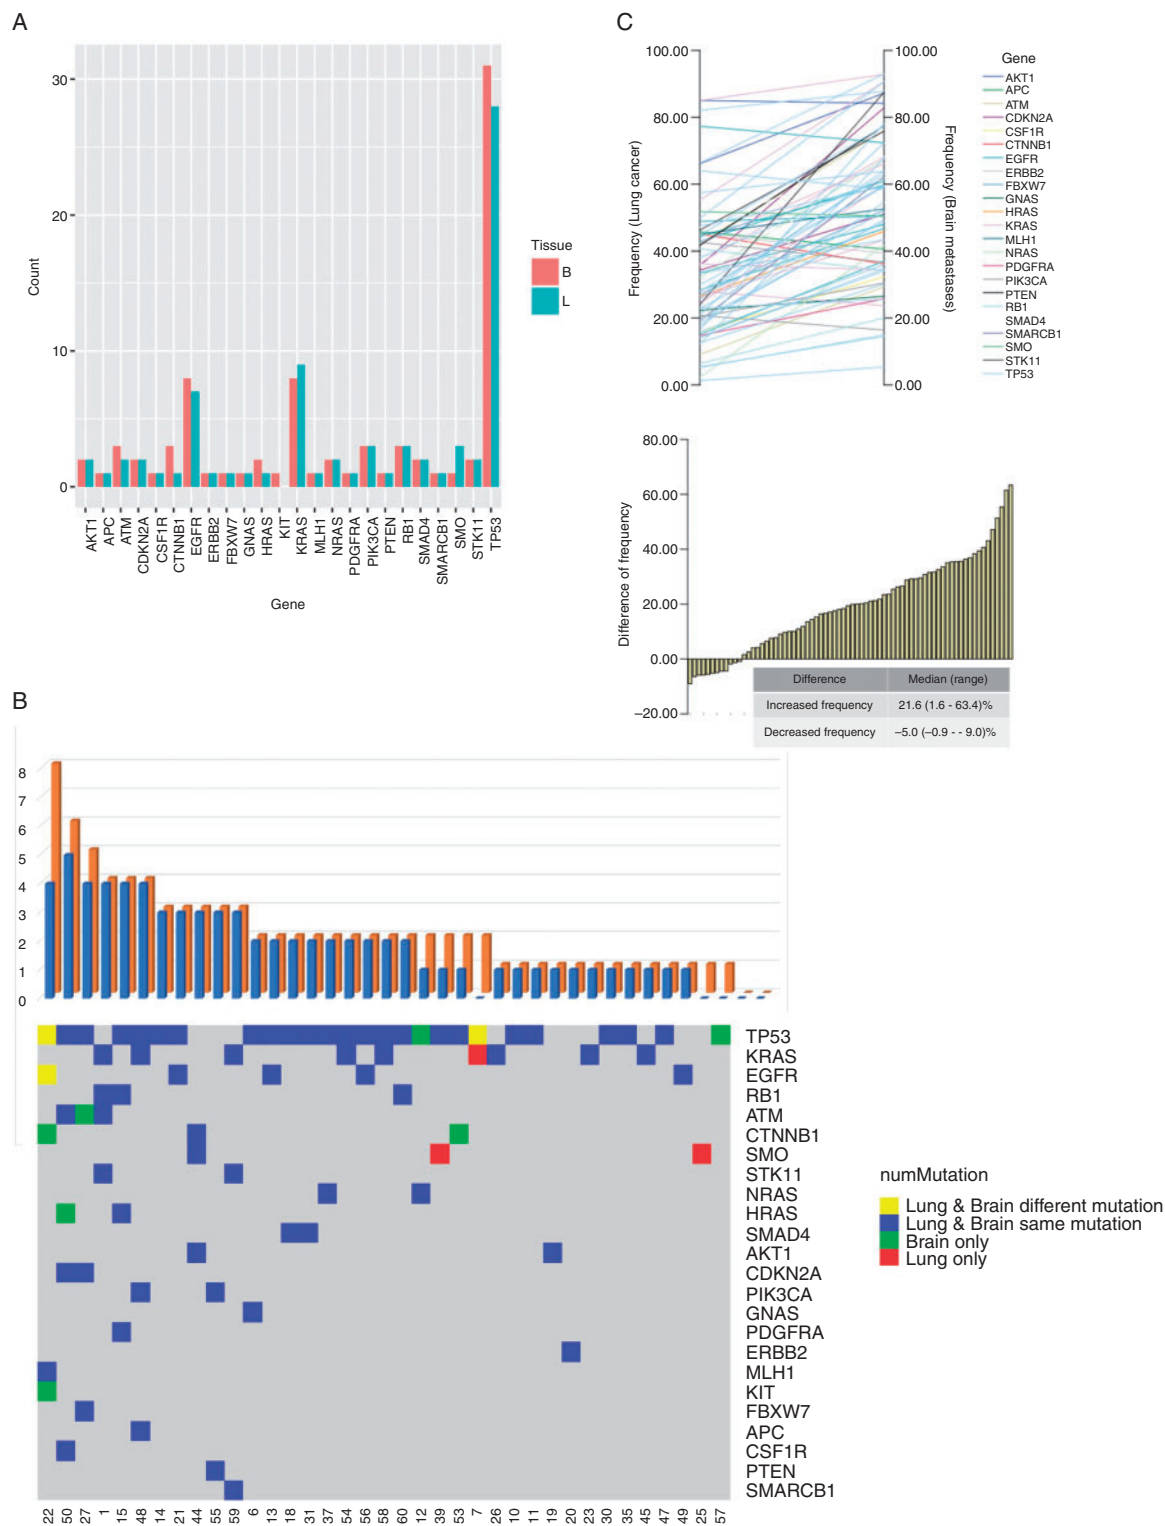 A
30
20
10
0
Count
AKT1
APC
ATM
CDKN2A
CSF1R
CTNNB1
EGFR
ERBB2
FBXW7
GNAS
HRAS
KIT
KRAS
MLH1
NRAS
PDGFRA
PIK3CA
PTEN
RB1
SMAD4
SMARCB1
SMO
STK11
TP53
Gene
Tissue
B
L
C
100.00
80.00
60.00
40.00
20.00
0.00
Frequency (Lung cancer)
100.00
80.00
60.00
40.00
20.00
0.00
Frequency (Brain metastases)
Gene
AKT1
APC
ATM
CDKN2A
CSF1R
CTNNB1
EGFR
ERBB2
FBXW7
GNAS
HRAS
KRAS
MLH1
NRAS
PDGFRA
PIK3CA
PTEN
RB1
SMAD4
SMARCB1
SMO
STK11
TP53
80.00
60.00
40.00
20.00
0.00
–20.00
Difference of frequency
Difference Median (range)
Increased frequency 21.6 (1.6 - 63.4)%
Decreased frequency –5.0 (–0.9 - - 9.0)%
B
8
7
6
5
4
3
2
1
0
TP53
KRAS
EGFR
RB1
ATM
CTNNB1
SMO
STK11
NRAS
HRAS
SMAD4
AKT1
CDKN2A
PIK3CA
GNAS
PDGFRA
ERBB2
MLH1
KIT
FBXW7
APC
CSF1R
PTEN
SMARCB1
22 50 27 1 15 48 14 21 44 55 59 6 13 18 31 37 54 56 58 60 12 39 53 7 26 10 11 19 20 23 30 35 45 47 49 25 57
numMutation
Lung & Brain different mutation
Lung & Brain same mutation
Brain only
Lung only